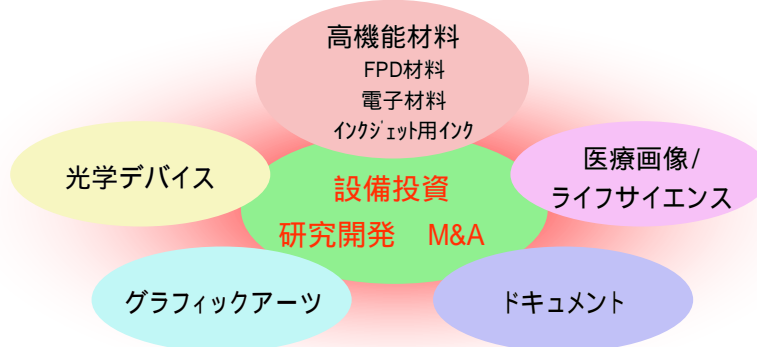 高機能材料
FPD材料
電子材料
インクジェット用インク
光学デバイス
医療画像/
ライフサイエンス
設備投資
研究開発　M&A
グラフィックアーツ
ドキュメント